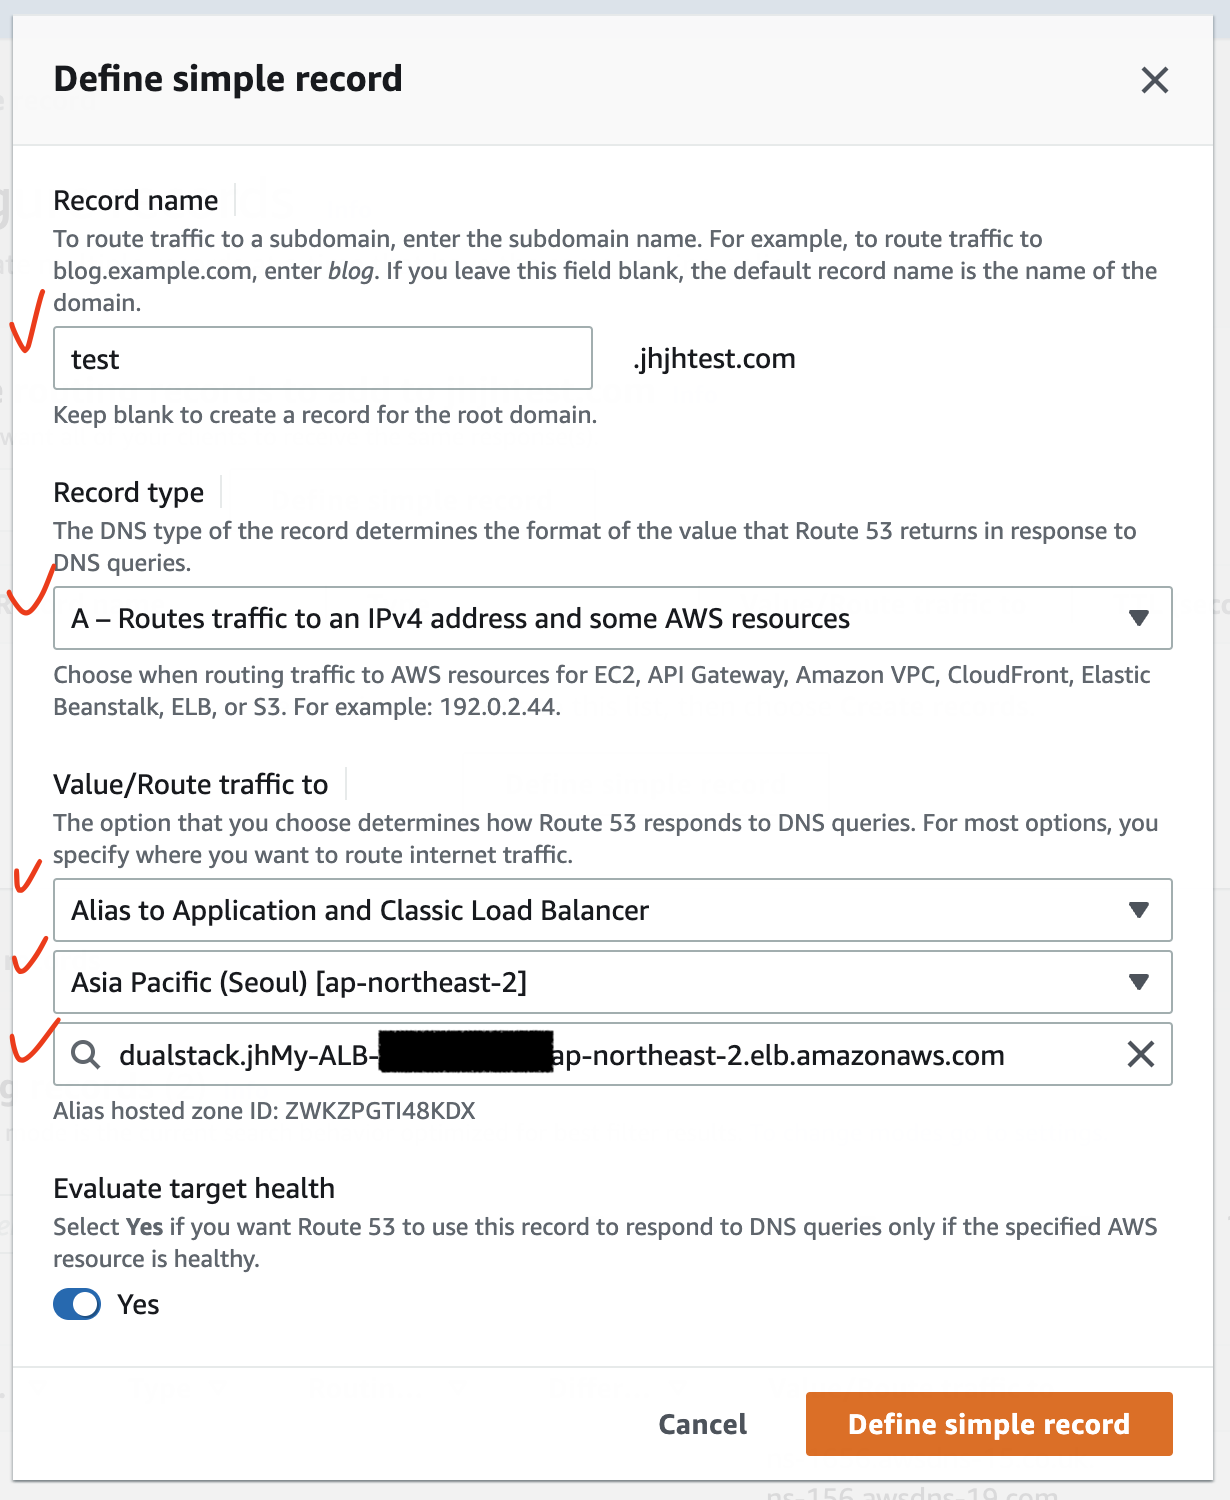 Define simple record
Record name
To route traffic to a subdomain, enter the subdomain name. For example, to route traffic to
blog.example.com, enter blog. If you leave this field blank, the default record name is the name of the
domain.
test
.jhjhtest.com
Keep blank to create a record for the root domain.
Record type
The DNS type of the record determines the format of the value that Route 53 returns in response to
DNS queries.
A – Routes traffic to an IPv4 address and some AWS resources
Choose when routing traffic to AWS resources for EC2, API Gateway, Amazon VPC, CloudFront, Elastic
Beanstalk, ELB, or S3. For example: 192.0.2.44.
Value/Route traffic to
The option that you choose determines how Route 53 responds to DNS queries. For most options, you
specify where you want to route internet traffic.
Alias to Application and Classic Load Balancer
Asia Pacific (Seoul) [ap-northeast-2]
dualstack.jhMy-ALB- ap-northeast-2.elb.amazonaws.com
Alias hosted zone ID: ZWKZPGTI48KDX
Evaluate target health
Select Yes if you want Route 53 to use this record to respond to DNS queries only if the specified AWS
resource is healthy.
Yes
Cancel
Define simple record
ns-156.awsdns-19.com